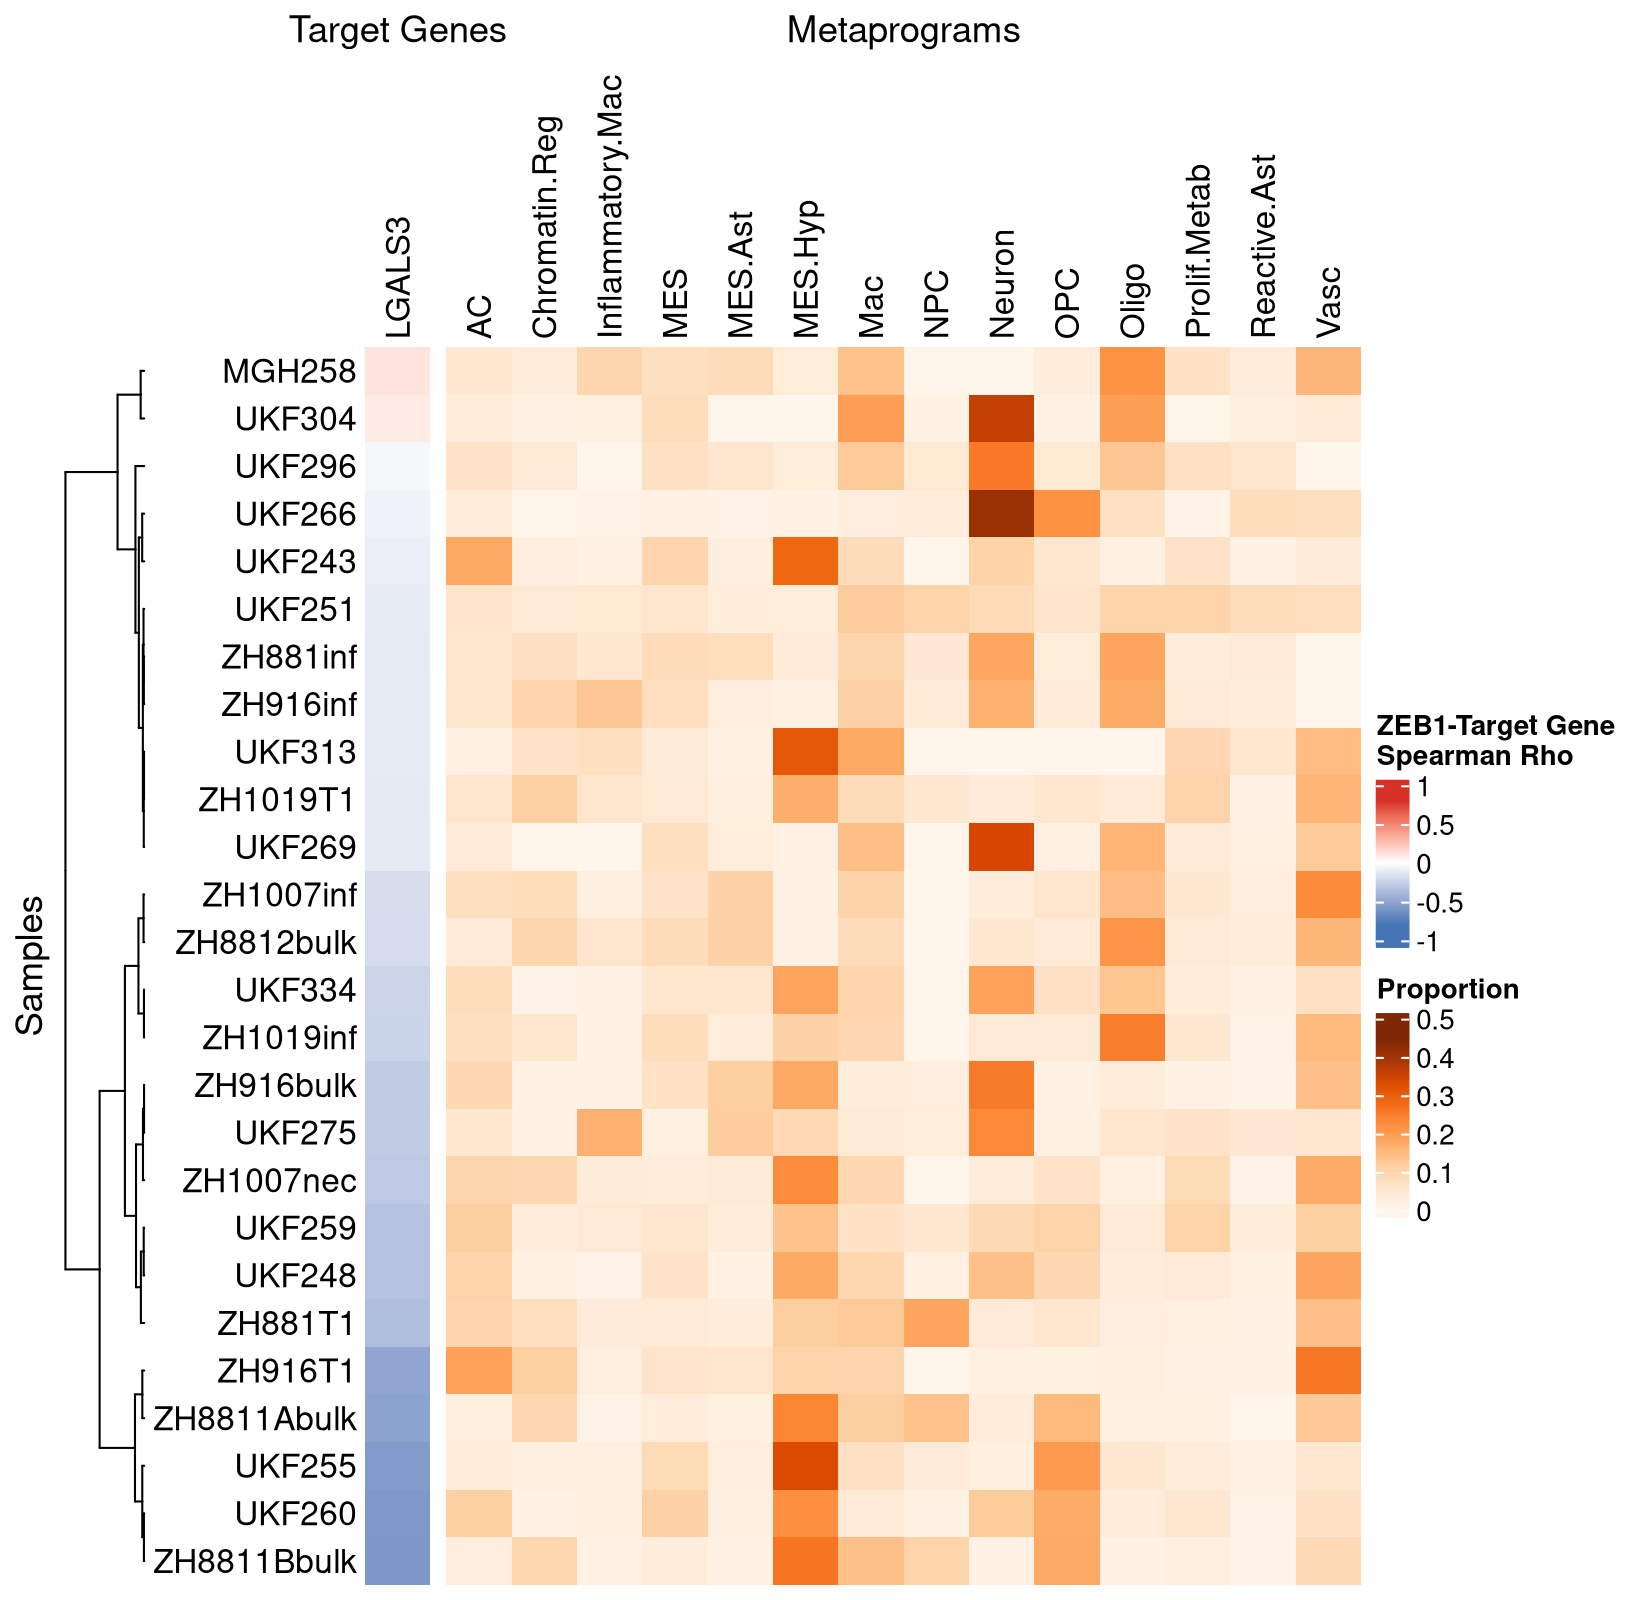 Target Genes
Metaprograms
LGALS3
AC
Chromatin.Reg
Inflammatory.Mac
MES
MES.Ast
MES.Hyp
Mac
NPC
Neuron
OPC
Oligo
Prolif.Metab
Reactive.Ast
Vasc
Samples
MGH258
UKF304
UKF296
UKF266
UKF243
UKF251
ZH881inf
ZH916inf
UKF313
ZH1019T1
UKF269
ZH1007inf
ZH8812bulk
UKF334
ZH1019inf
ZH916bulk
UKF275
ZH1007nec
UKF259
UKF248
ZH881T1
ZH916T1
ZH8811Abulk
UKF255
UKF260
ZH8811Bbulk
ZEB1-Target Gene
Spearman Rho
1
0.5
0
-0.5
-1
Proportion
0.5
0.4
0.3
0.2
0.1
0